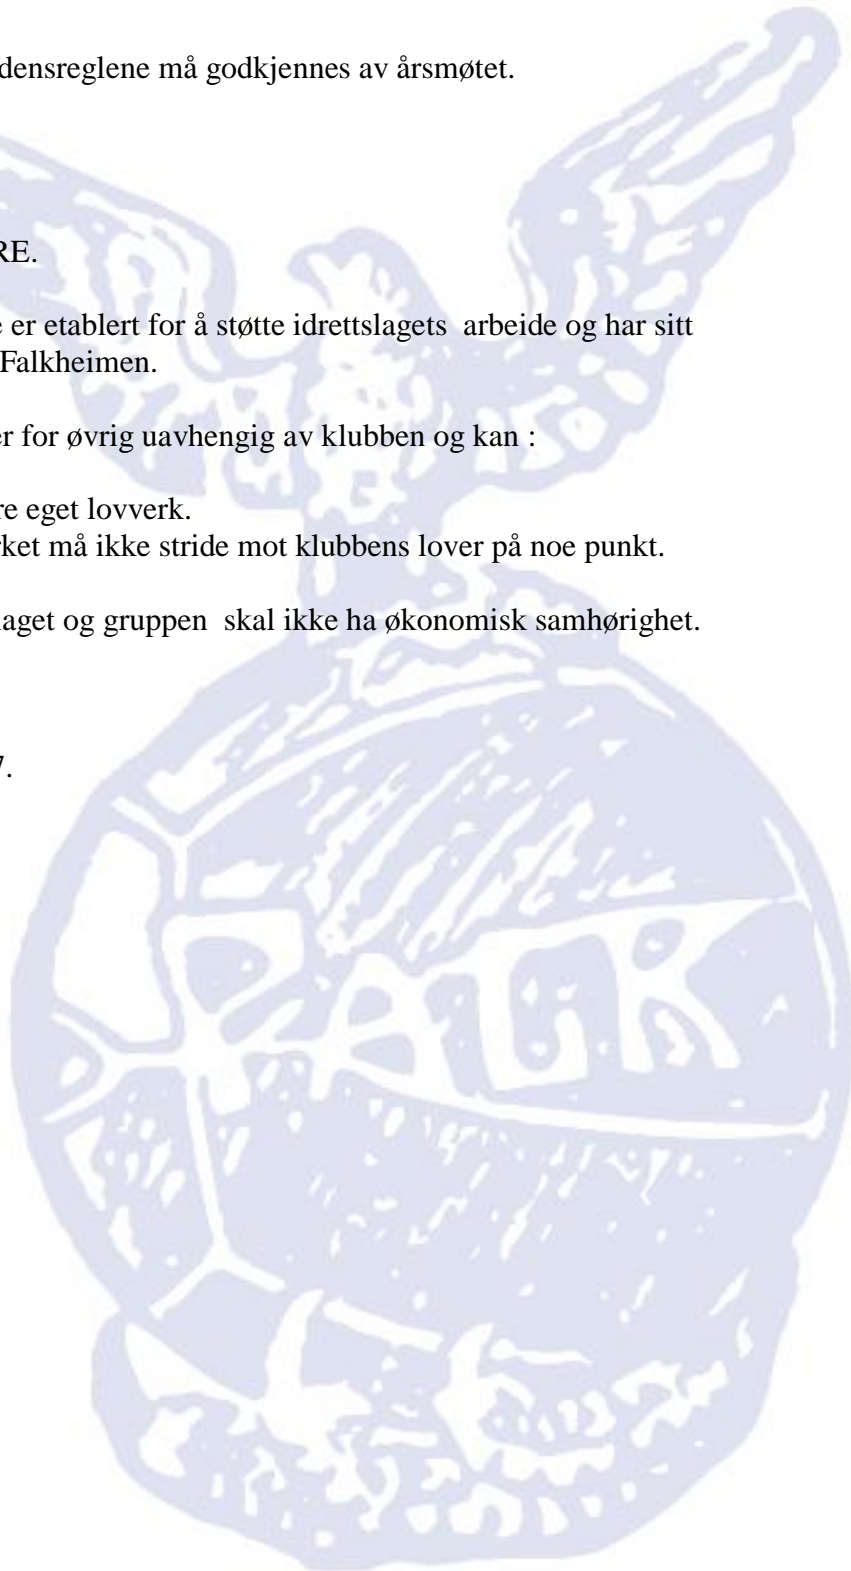 densreglene må godkjennes av årsmøtet.
RE.
e er etablert for å støtte idrettslagets arbeide og har sitt
Falkheimen.
er for øvrig uavhengig av klubben og kan :
re eget lovverk.
rket må ikke stride mot klubbens lover på noe punkt.
laget og gruppen skal ikke ha økonomisk samhørighet.
7.
FALK